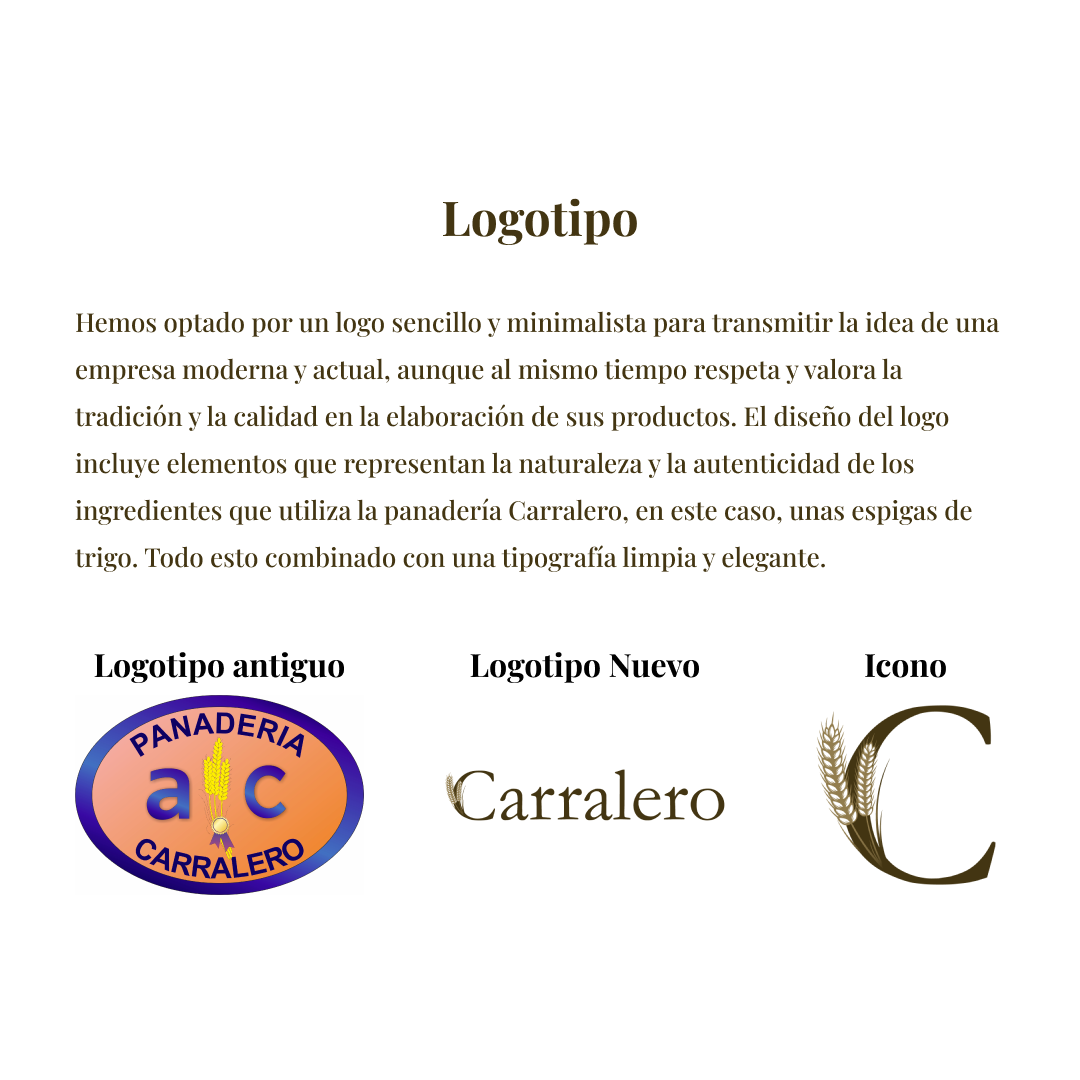 Logotipo
Hemos optado por un logo sencillo y minimalista para transmitir la idea de una
empresa moderna y actual, aunque al mismo tiempo respeta y valora la
tradición y la calidad en la elaboración de sus productos. El diseño del logo
incluye elementos que representan la naturaleza y la autenticidad de los
ingredientes que utiliza la panadería Carralero, en este caso, unas espigas de
trigo. Todo esto combinado con una tipografía limpia y elegante.
Logotipo antiguo
PANADERIA
a c
CARRALERO
Logotipo Nuevo
Carralero
Icono
C